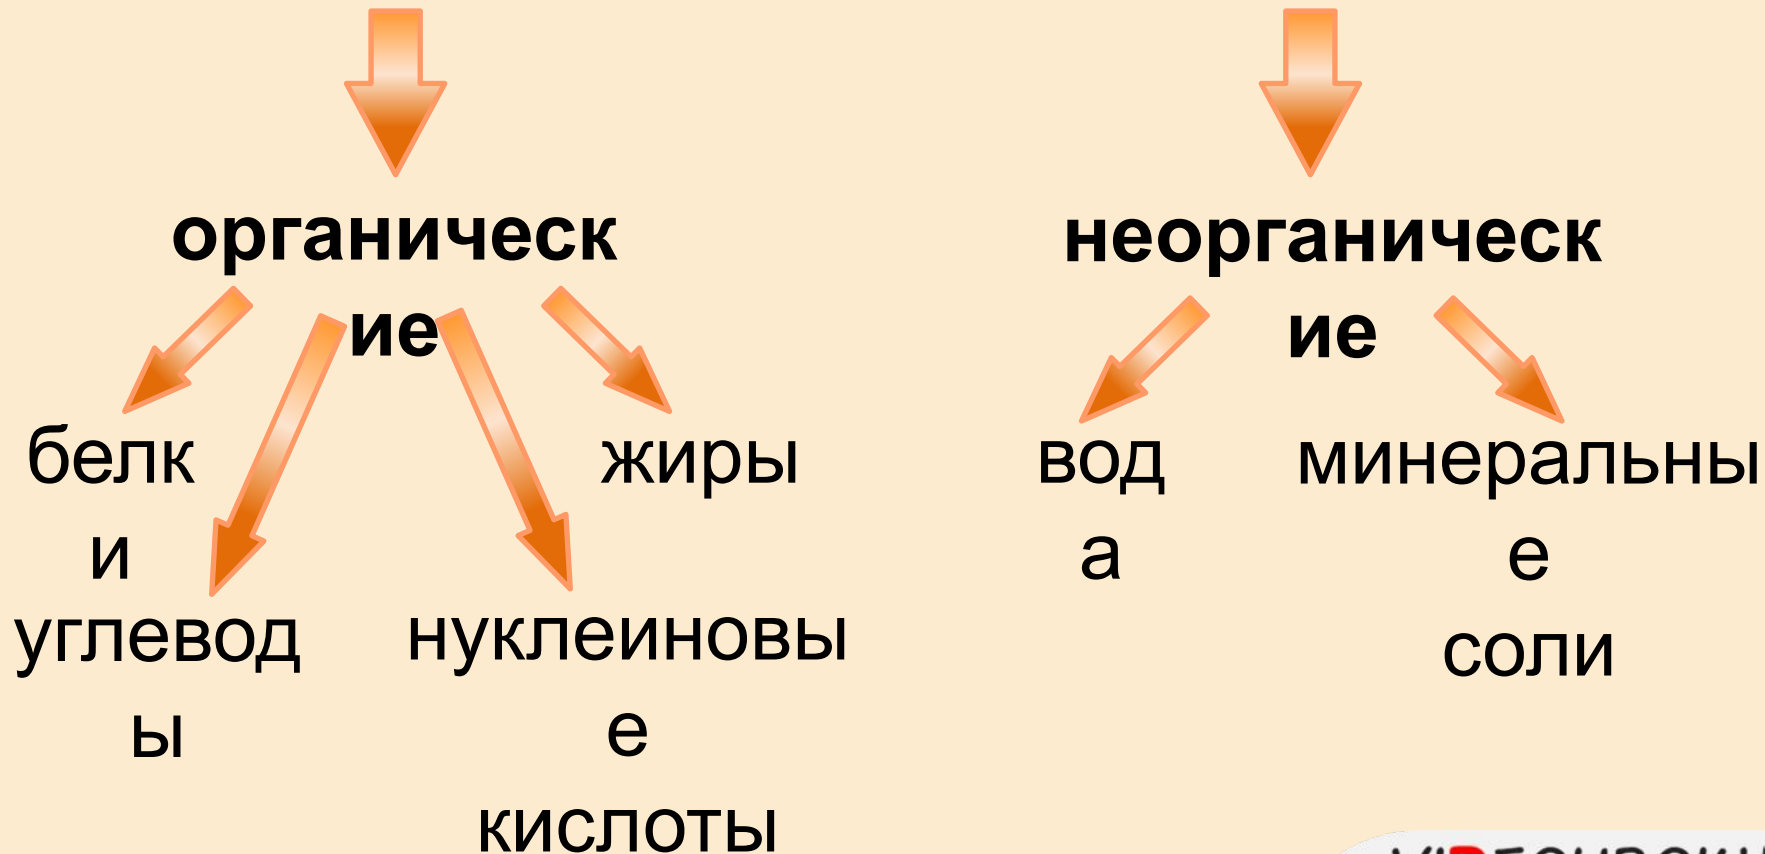 органическ
ие
неорганическ
ие
белк
и
жиры
углевод
ы
нуклеиновы
е
кислоты
вод
а
минеральны
е
соли